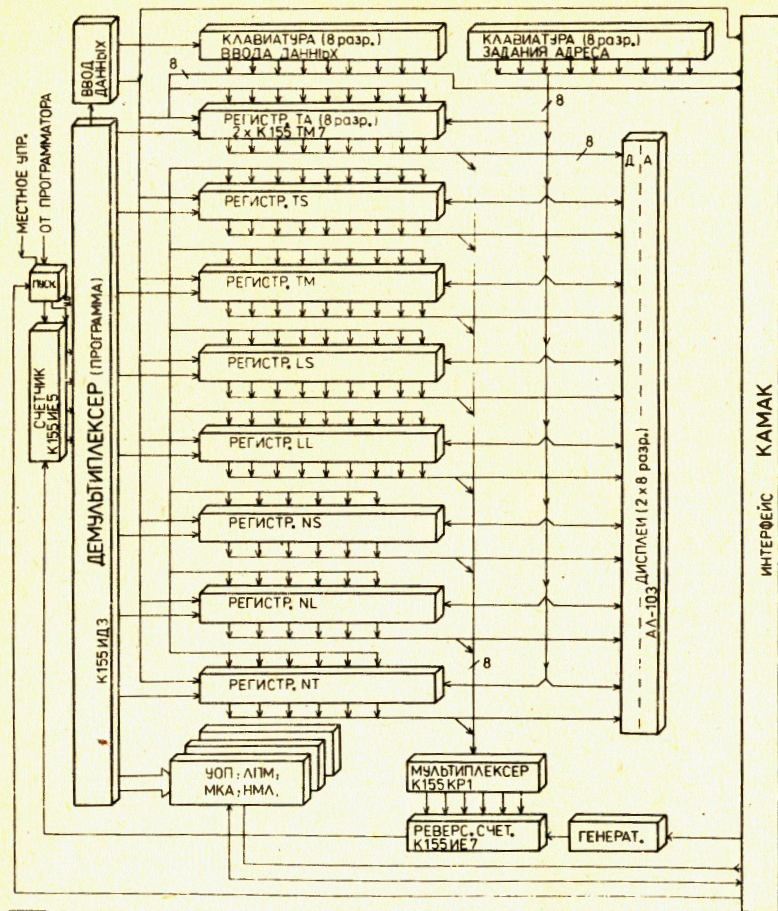 ВВОД
ДАННЫХ
КЛАВИАТУРА (8 разр.)
ВВОДА ДАННЫХ
КЛАВИАТУРА (8 разр.)
ЗАДАНИЯ АДРЕСА
8
8
8
РЕГИСТР. ТА (8 разр.)
2 x К155 ТМ7
МЕСТНОЕ УПР.
ОТ ПРОГРАММАТОРА
ПУСК
СЧЕТЧИК
К155ИЕ5
ДЕМУЛЬТИПЛЕКСЕР (ПРОГРАММА)
К155ИД3
РЕГИСТР. TS
РЕГИСТР. TM
РЕГИСТР. LS
РЕГИСТР. LL
РЕГИСТР. NS
РЕГИСТР. NL
РЕГИСТР. NT
8
Д А
ДИСПЛЕЙ (2 x 8 разр.)
АЛ-103
ИНТЕРФЕЙС КАМАК
УОП; ЛПМ;
МКА; НМЛ.
МУЛЬТИПЛЕКСЕР
К155КР1
РЕВЕРС. СЧЕТ.
К155ИЕ7
ГЕНЕРАТ.